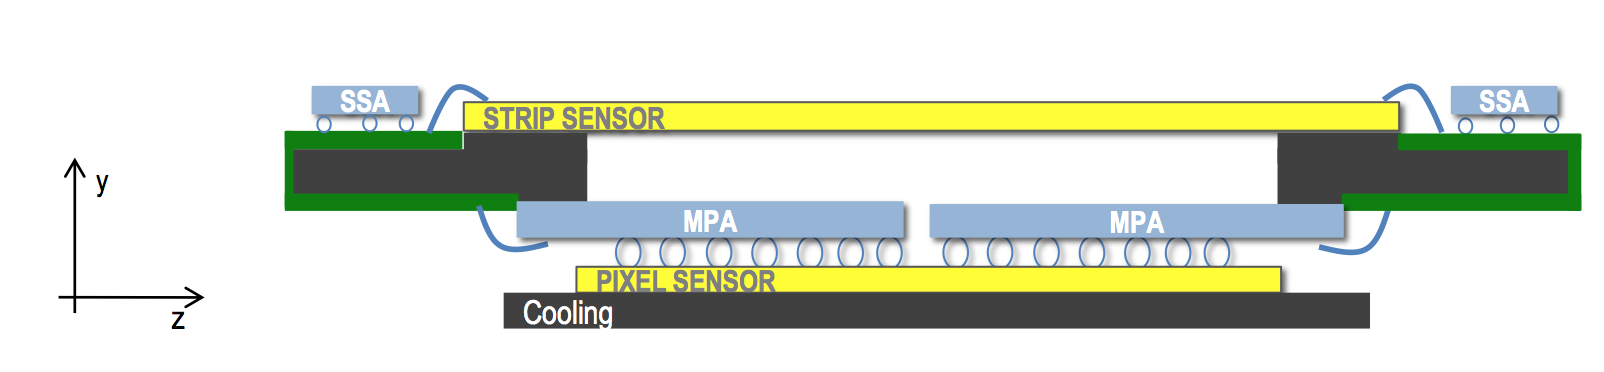 SSA
SSA
STRIP SENSOR
y
MPA
MPA
PIXEL SENSOR
Cooling
z